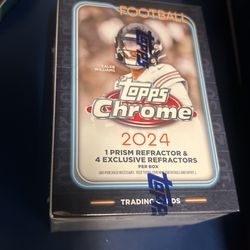 FOOTBALL
CALEB
WILLIAMS
TOPPS
Chrome
2024
1 PRISM REFRACTOR &
4 EXCLUSIVE REFRACTORS
PER BOX
TRADING CARDS